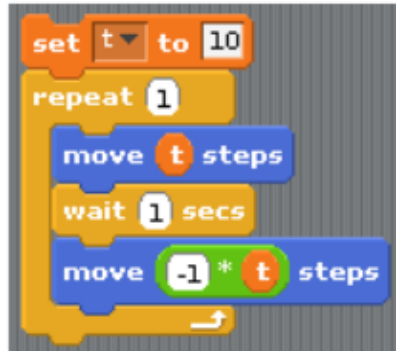 set t to 10
repeat 1
move t steps
wait 1 secs
move -1 * t steps